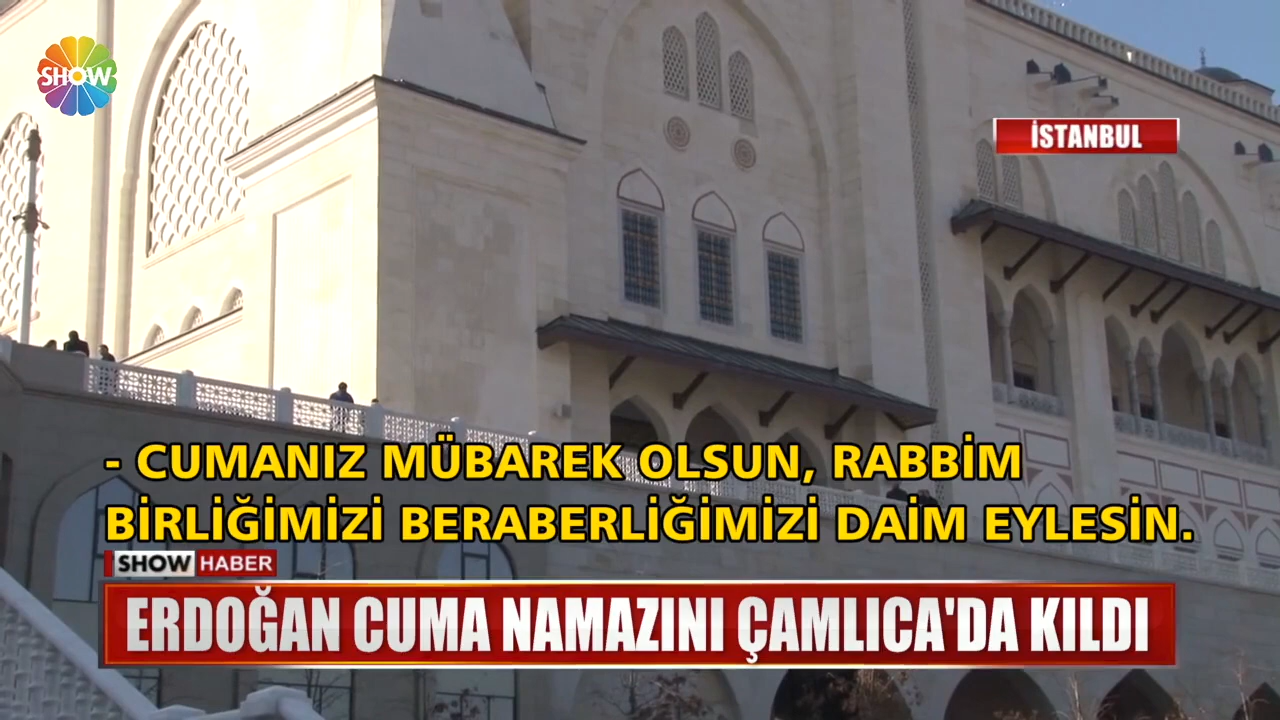 SHOW
İSTANBUL
- CUMANIZ MÜBAREK OLSUN, RABBİM
BİRLİĞİMİZİ BERABERLİĞİMİZİ DAİM EYLESİN.
SHOW HABER
ERDOĞAN CUMA NAMAZINI ÇAMLICA'DA KILDI